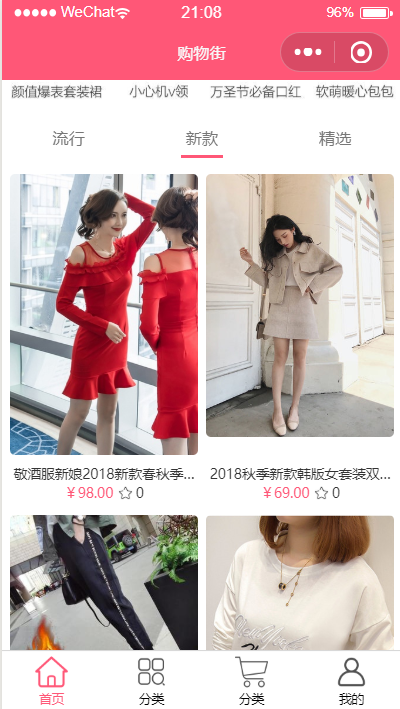 WeChat 21:08 96%
购物街
颜值爆表套装裙 小心机v领 万圣节必备口红 软萌暖心包包
流行 新款 精选
敬酒服新娘2018新款春秋季... 2018秋季新款韩版女套装双...
¥ 98.00 0 ¥ 69.00 0
首页 分类 分类 我的